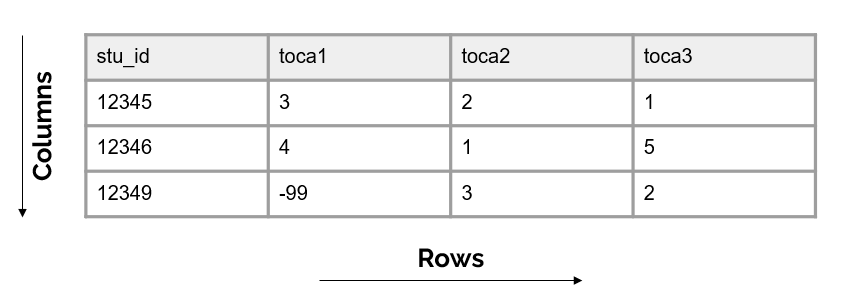 stu_id toca1 toca2 toca3
12345 3 2 1
12346 4 1 5
12349 -99 3 2
Columns
Rows